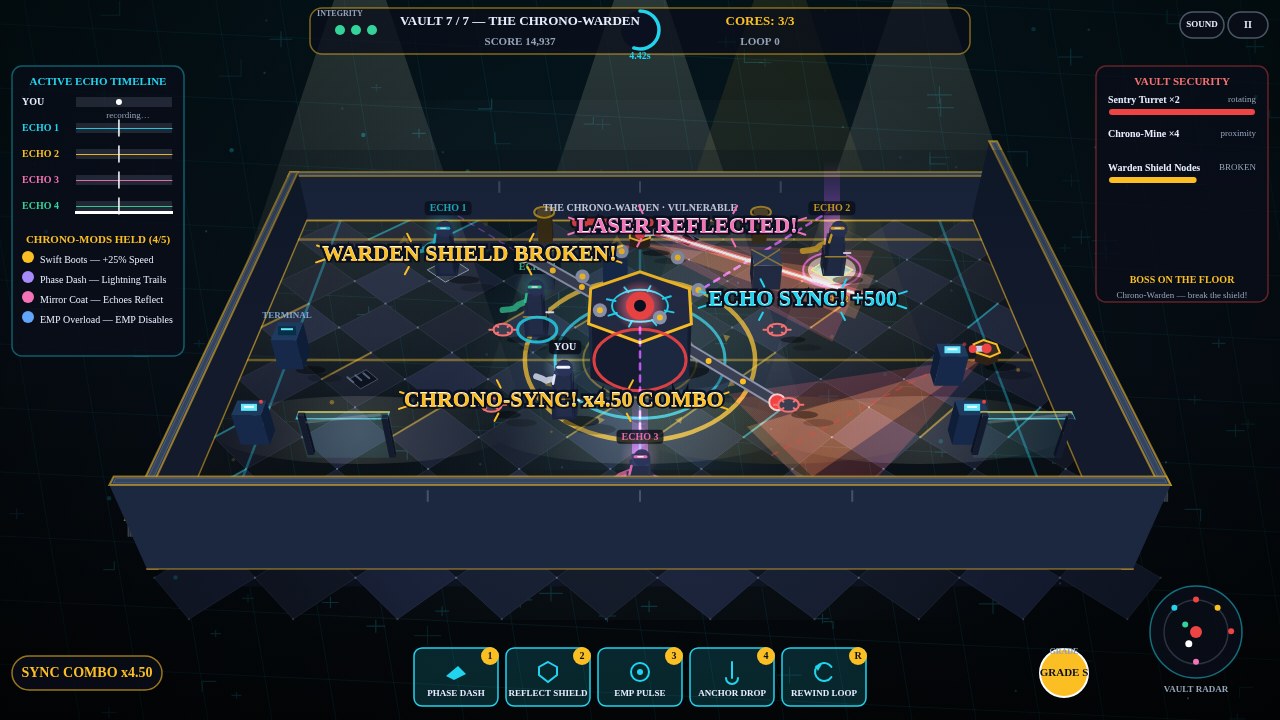 INTEGRITY
VAULT 7 / 7 — THE CHRONO-WARDEN
CORES: 3/3
SCORE 14,937
LOOP 0
4.42s
SOUND
II
ACTIVE ECHO TIMELINE
YOU
recording…
ECHO 1
ECHO 2
ECHO 3
ECHO 4
CHRONO-MODS HELD (4/5)
Swift Boots — +25% Speed
Phase Dash — Lightning Trails
Mirror Coat — Echoes Reflect
EMP Overload — EMP Disables
VAULT SECURITY
Sentry Turret ×2 rotating
Chrono-Mine ×4 proximity
Warden Shield Nodes BROKEN
BOSS ON THE FLOOR
Chrono-Warden — break the shield!
ECHO 1
THE CHRONO-WARDEN · VULNERABLE
ECHO 2
LASER REFLECTED!
WARDEN SHIELD BROKEN!
ECHO SYNC! +500
TERMINAL
YOU
CHRONO-SYNC! x4.50 COMBO
ECHO 3
SYNC COMBO x4.50
1
PHASE DASH
2
REFLECT SHIELD
3
EMP PULSE
4
ANCHOR DROP
R
REWIND LOOP
GRADE S
VAULT RADAR